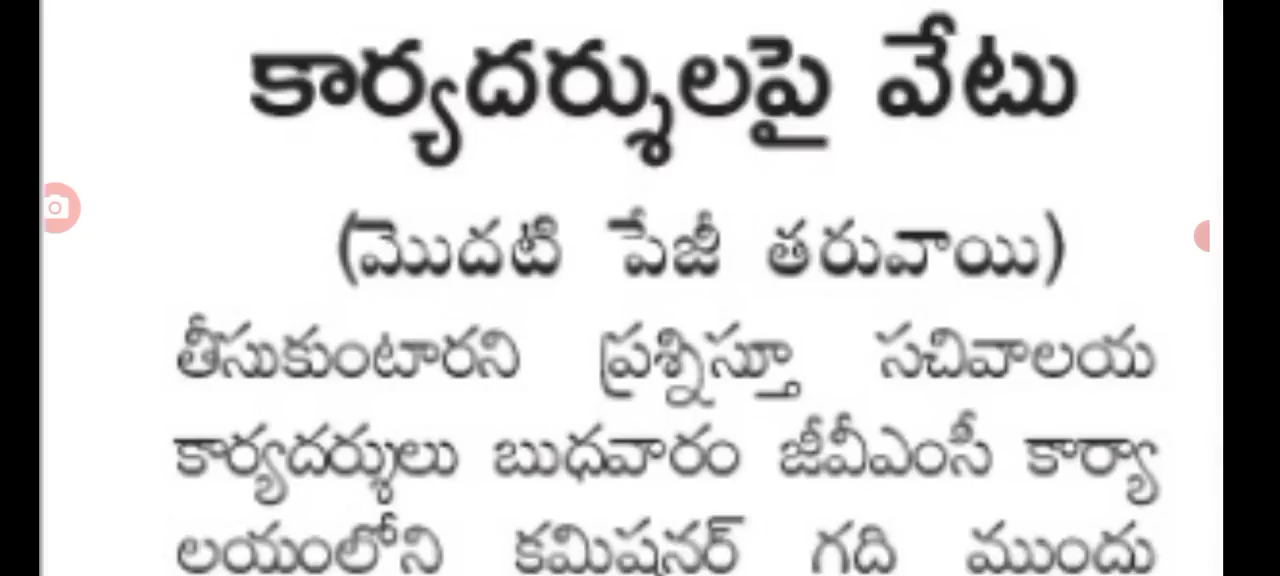 కార్యదర్శులపై వేటు
(మొదటి పేజీ తరువాయి)
తీసుకుంటారని ప్రశ్నిస్తూ సచివాలయ
కార్యదర్శులు బుధవారం జీవీఎంసీ కార్యా
లయంలోని కమిషనర్ గది ముందు